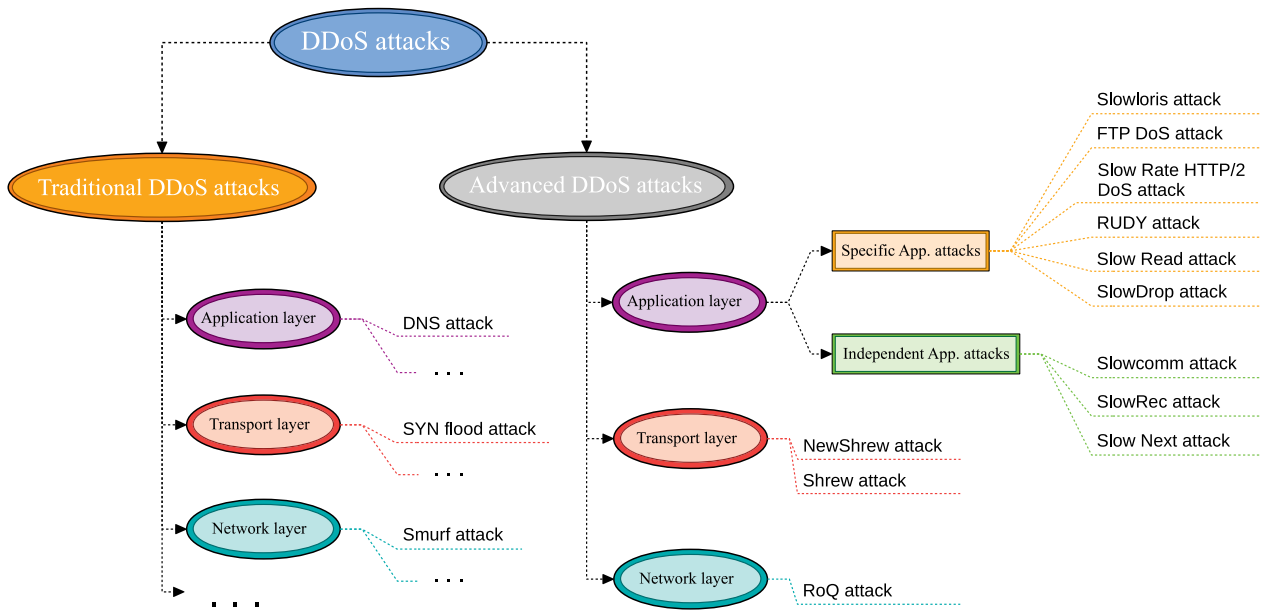 DDoS attacks
Traditional DDoS attacks
Application layer
DNS attack
. . .
Transport layer
SYN flood attack
. . .
Network layer
Smurf attack
. . .
. . .
Advanced DDoS attacks
Application layer
Specific App. attacks
Slowloris attack
FTP DoS attack
Slow Rate HTTP/2
DoS attack
RUDY attack
Slow Read attack
SlowDrop attack
Independent App. attacks
Slowcomm attack
SlowRec attack
Slow Next attack
Transport layer
NewShrew attack
Shrew attack
Network layer
RoQ attack